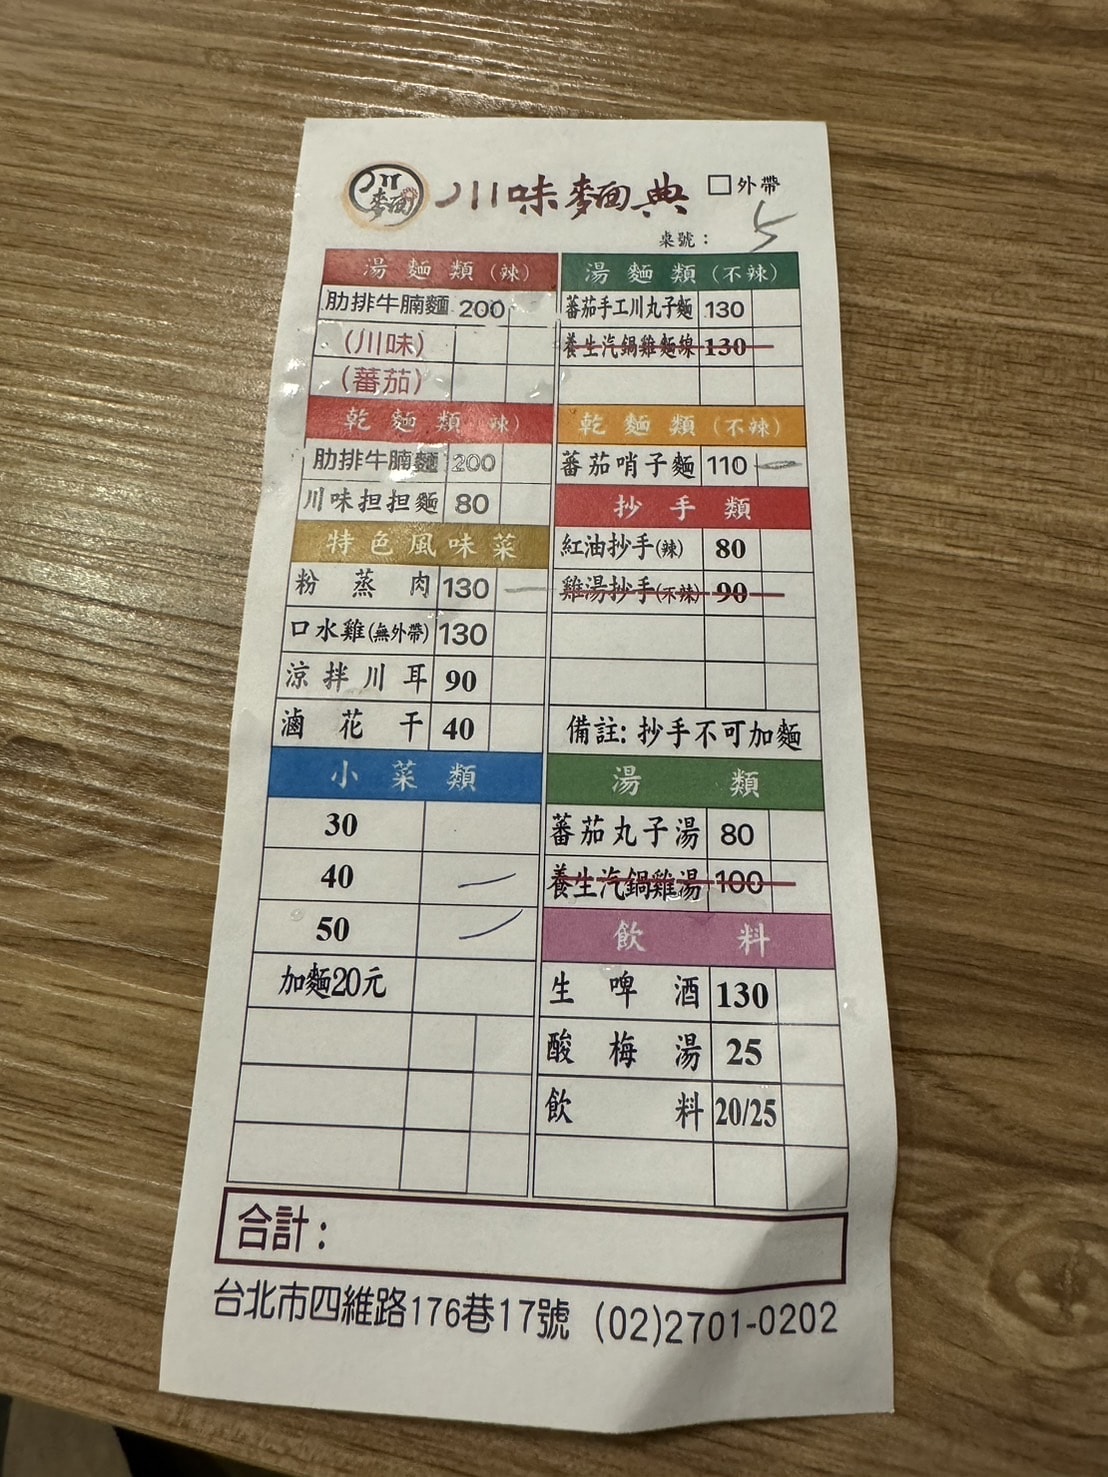 川麵
川味麵典
□外帶
桌號： 5
湯麵類(辣)
肋排牛腩麵 200
(川味)
(蕃茄)
乾麵類(辣)
肋排牛腩麵 200
川味担担麵 80
特色風味菜
粉蒸肉 130
口水雞(無外帶) 130
涼拌川耳 90
滷花干 40
小菜類
30
40
50
加麵20元
湯麵類(不辣)
蕃茄手工川丸子麵 130
養生汽鍋雞麵線 130
乾麵類(不辣)
蕃茄哨子麵 110
抄手類
紅油抄手(辣) 80
雞湯抄手(不辣) 90
備註: 抄手不可加麵
湯類
蕃茄丸子湯 80
養生汽鍋雞湯 100
飲料
生啤酒 130
酸梅湯 25
飲料 20/25
合計：
台北市四維路176巷17號 (02)2701-0202